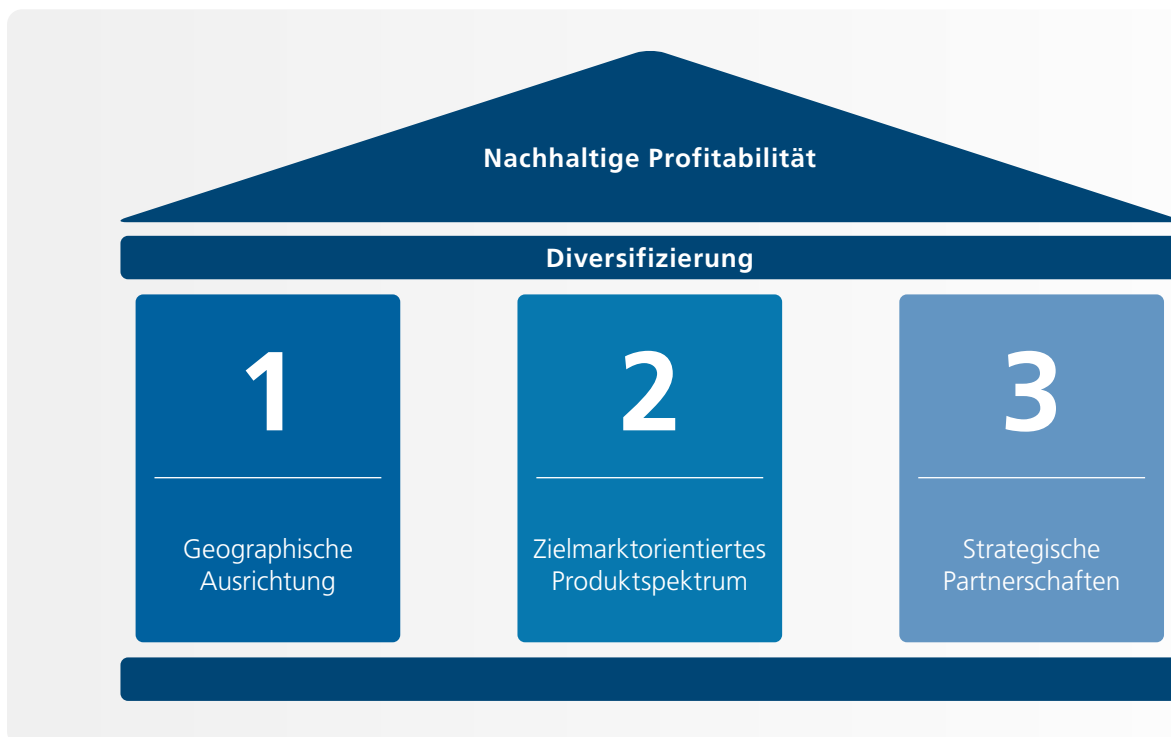 Nachhaltige Profitabilität
Diversifizierung
1
Geographische
Ausrichtung
2
Zielmarktorientiertes
Produktspektrum
3
Strategische
Partnerschaften